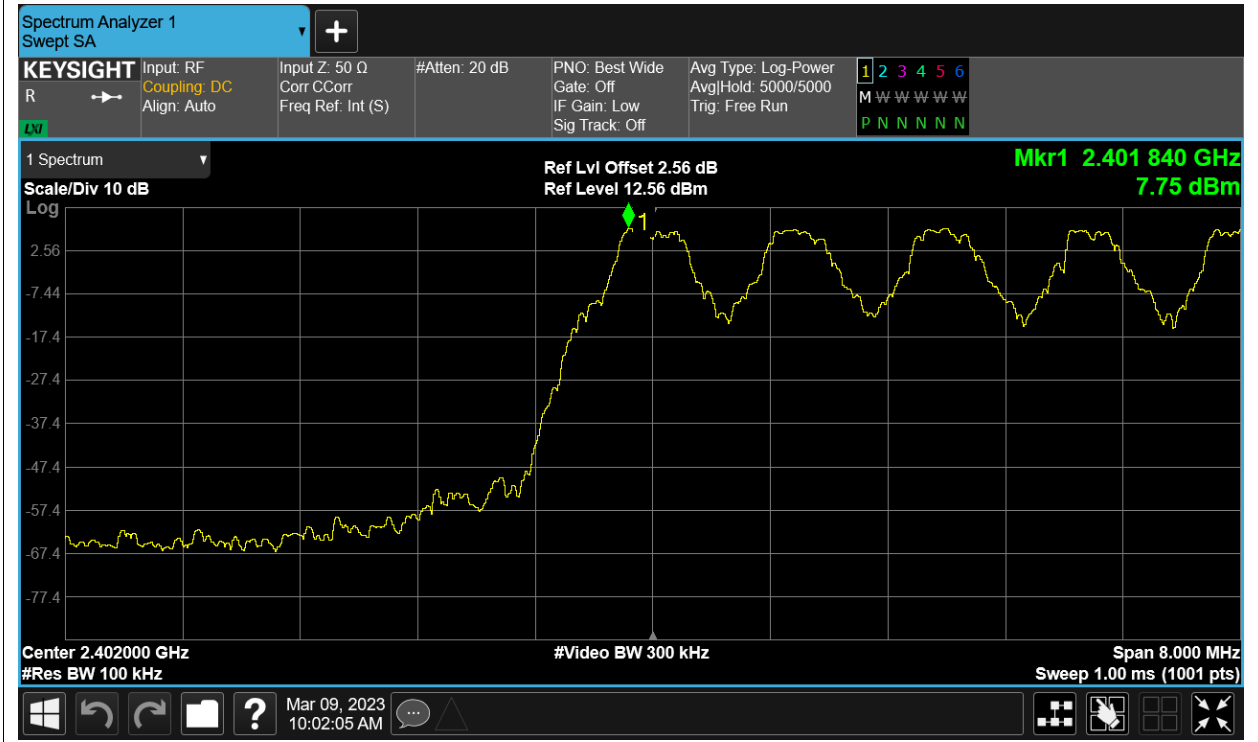 Spectrum Analyzer 1
Swept SA
KEYSIGHT
R
LXI
Input: RF
Coupling: DC
Align: Auto
Input Z: 50 Ω
Corr CCorr
Freq Ref: Int (S)
#Atten: 20 dB
PNO: Best Wide
Gate: Off
IF Gain: Low
Sig Track: Off
Avg Type: Log-Power
Avg|Hold: 5000/5000
Trig: Free Run
1 2 3 4 5 6
M W W W W W
P N N N N N
1 Spectrum
Scale/Div 10 dB
Log
Ref Lvl Offset 2.56 dB
Ref Level 12.56 dBm
Mkr1 2.401 840 GHz
7.75 dBm
1
2.56
-7.44
-17.4
-27.4
-37.4
-47.4
-57.4
-67.4
-77.4
Center 2.402000 GHz
#Res BW 100 kHz
#Video BW 300 kHz
Span 8.000 MHz
Sweep 1.00 ms (1001 pts)
?
Mar 09, 2023
10:02:05 AM